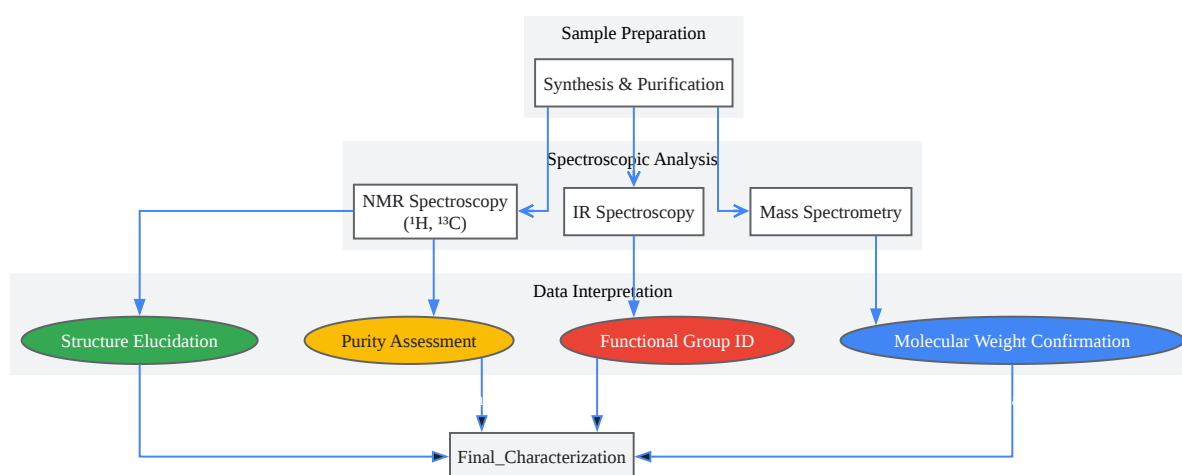 Sample Preparation
Synthesis & Purification
Spectroscopic Analysis
NMR Spectroscopy
(¹H, ¹³C)
IR Spectroscopy
Mass Spectrometry
Data Interpretation
Structure Elucidation
Purity Assessment
Functional Group ID
Molecular Weight Confirmation
Final_Characterization